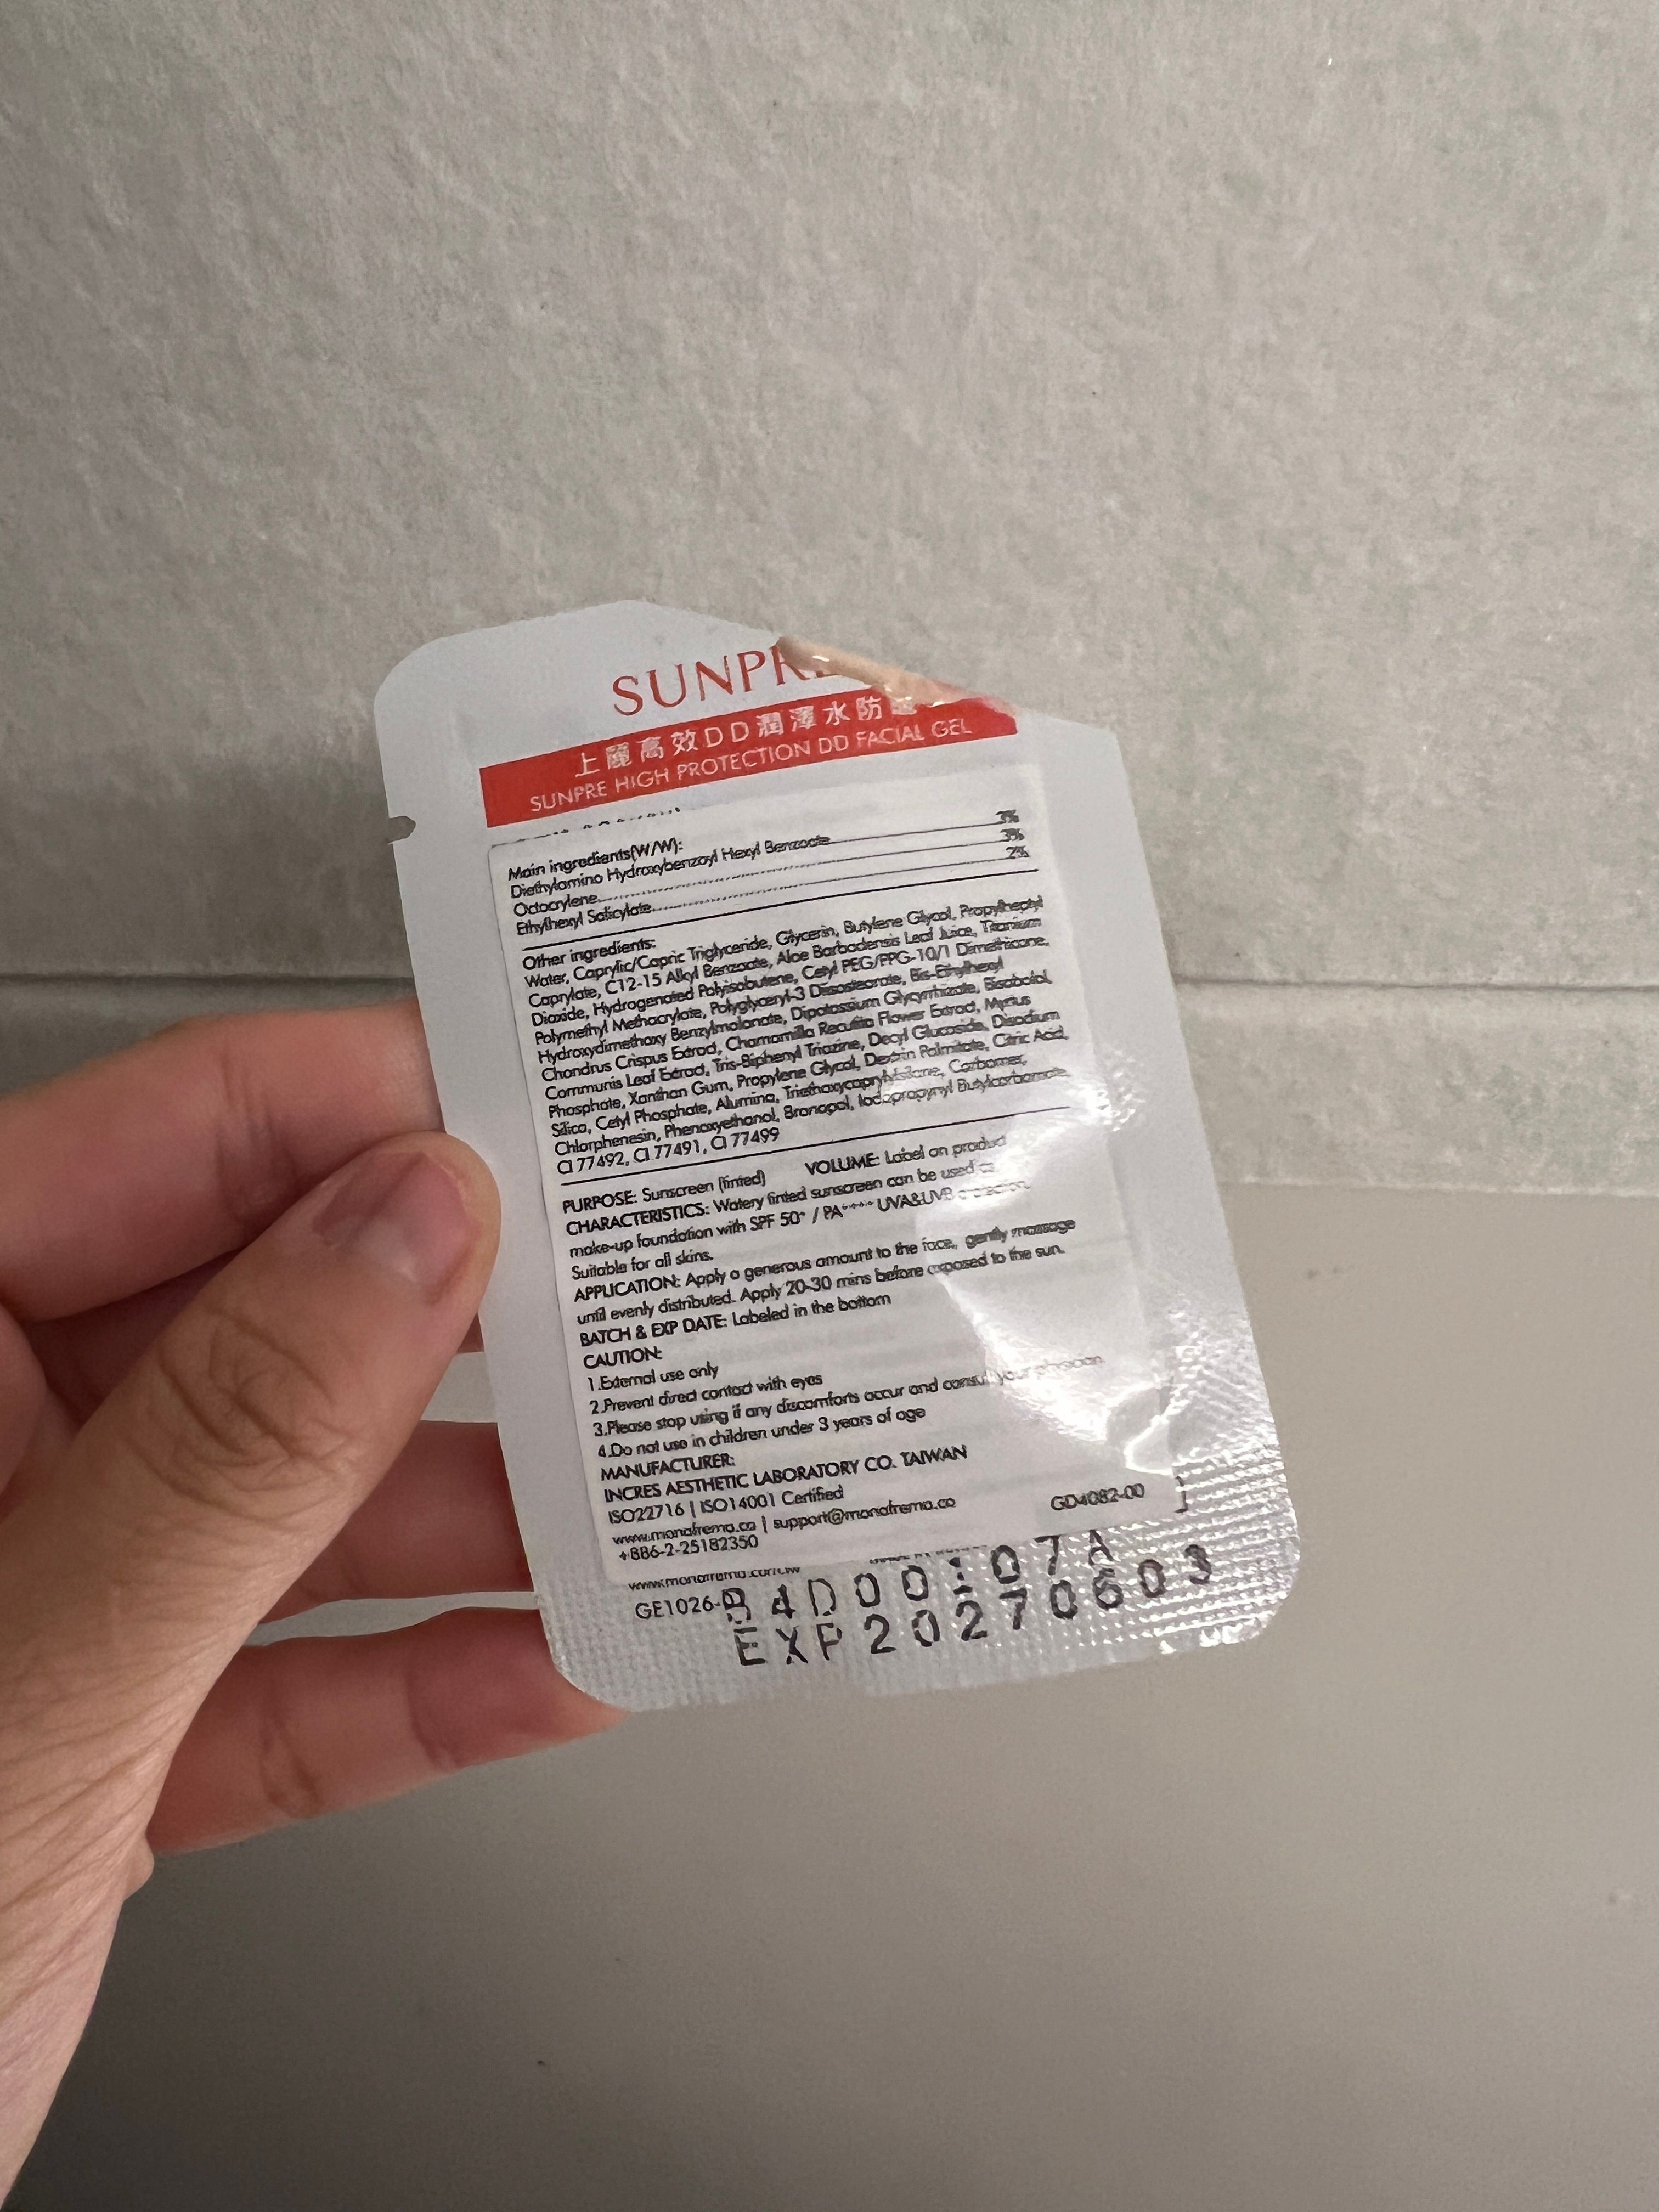 SUNPRE
上麗高效DD潤澤水防
SUNPRE HIGH PROTECTION DD FACIAL GEL
Main ingredients(W/W):
Diethylamino Hydroxybenzoyl Hexyl Benzoate 3%
Octocrylene 3%
Ethylhexyl Salicylate 2%
Other ingredients:
Water, Caprylic/Capric Triglyceride, Glycerin, Butylene Glycol, Propylheptyl
Caprylate, C12-15 Alkyl Benzoate, Aloe Barbadensis Leaf Juice, Titanium
Dioxide, Hydrogenated Polyisobutene, Cetyl PEG/PPG-10/1 Dimethicone,
Polymethyl Methacrylate, Polyglyceryl-3 Diisostearate, Bis-Ethylhexyl
Hydroxydimethoxy Benzylmalonate, Dipotassium Glycyrrhizate, Bisabolol,
Chondrus Crispus Extract, Chamomilla Recutita Flower Extract, Myrtus
Communis Leaf Extract, Tris-Biphenyl Triazine, Decyl Glucoside, Disodium
Phosphate, Xanthan Gum, Propylene Glycol, Dextrin Palmitate, Citric Acid,
Silica, Cetyl Phosphate, Alumina, Triethoxycaprylylsilane, Carbomer,
Chlorphenesin, Phenoxyethanol, Bronopol, Iodopropynyl Butylcarbamate,
CI 77492, CI 77491, CI 77499
PURPOSE: Sunscreen (tinted) VOLUME: Label on product
CHARACTERISTICS: Watery tinted sunscreen can be used as
make-up foundation with SPF 50+ / PA++++ UVA&UVB protection.
Suitable for all skins.
APPLICATION: Apply a generous amount to the face, gently massage
until evenly distributed. Apply 20-30 mins before exposed to the sun.
BATCH & EXP DATE: Labeled in the bottom
CAUTION:
1.External use only
2.Prevent direct contact with eyes
3.Please stop using if any discomforts occur and consult your physician
4.Do not use in children under 3 years of age
MANUFACTURER:
INCRES AESTHETIC LABORATORY CO. TAIWAN
ISO22716 | ISO14001 Certified
www.monafrema.co | support@monafrema.co
+886-2-25182350 GD4082-00
www.monafrema.com.tw
GE1026-0
B4D00107A
EXP20270603